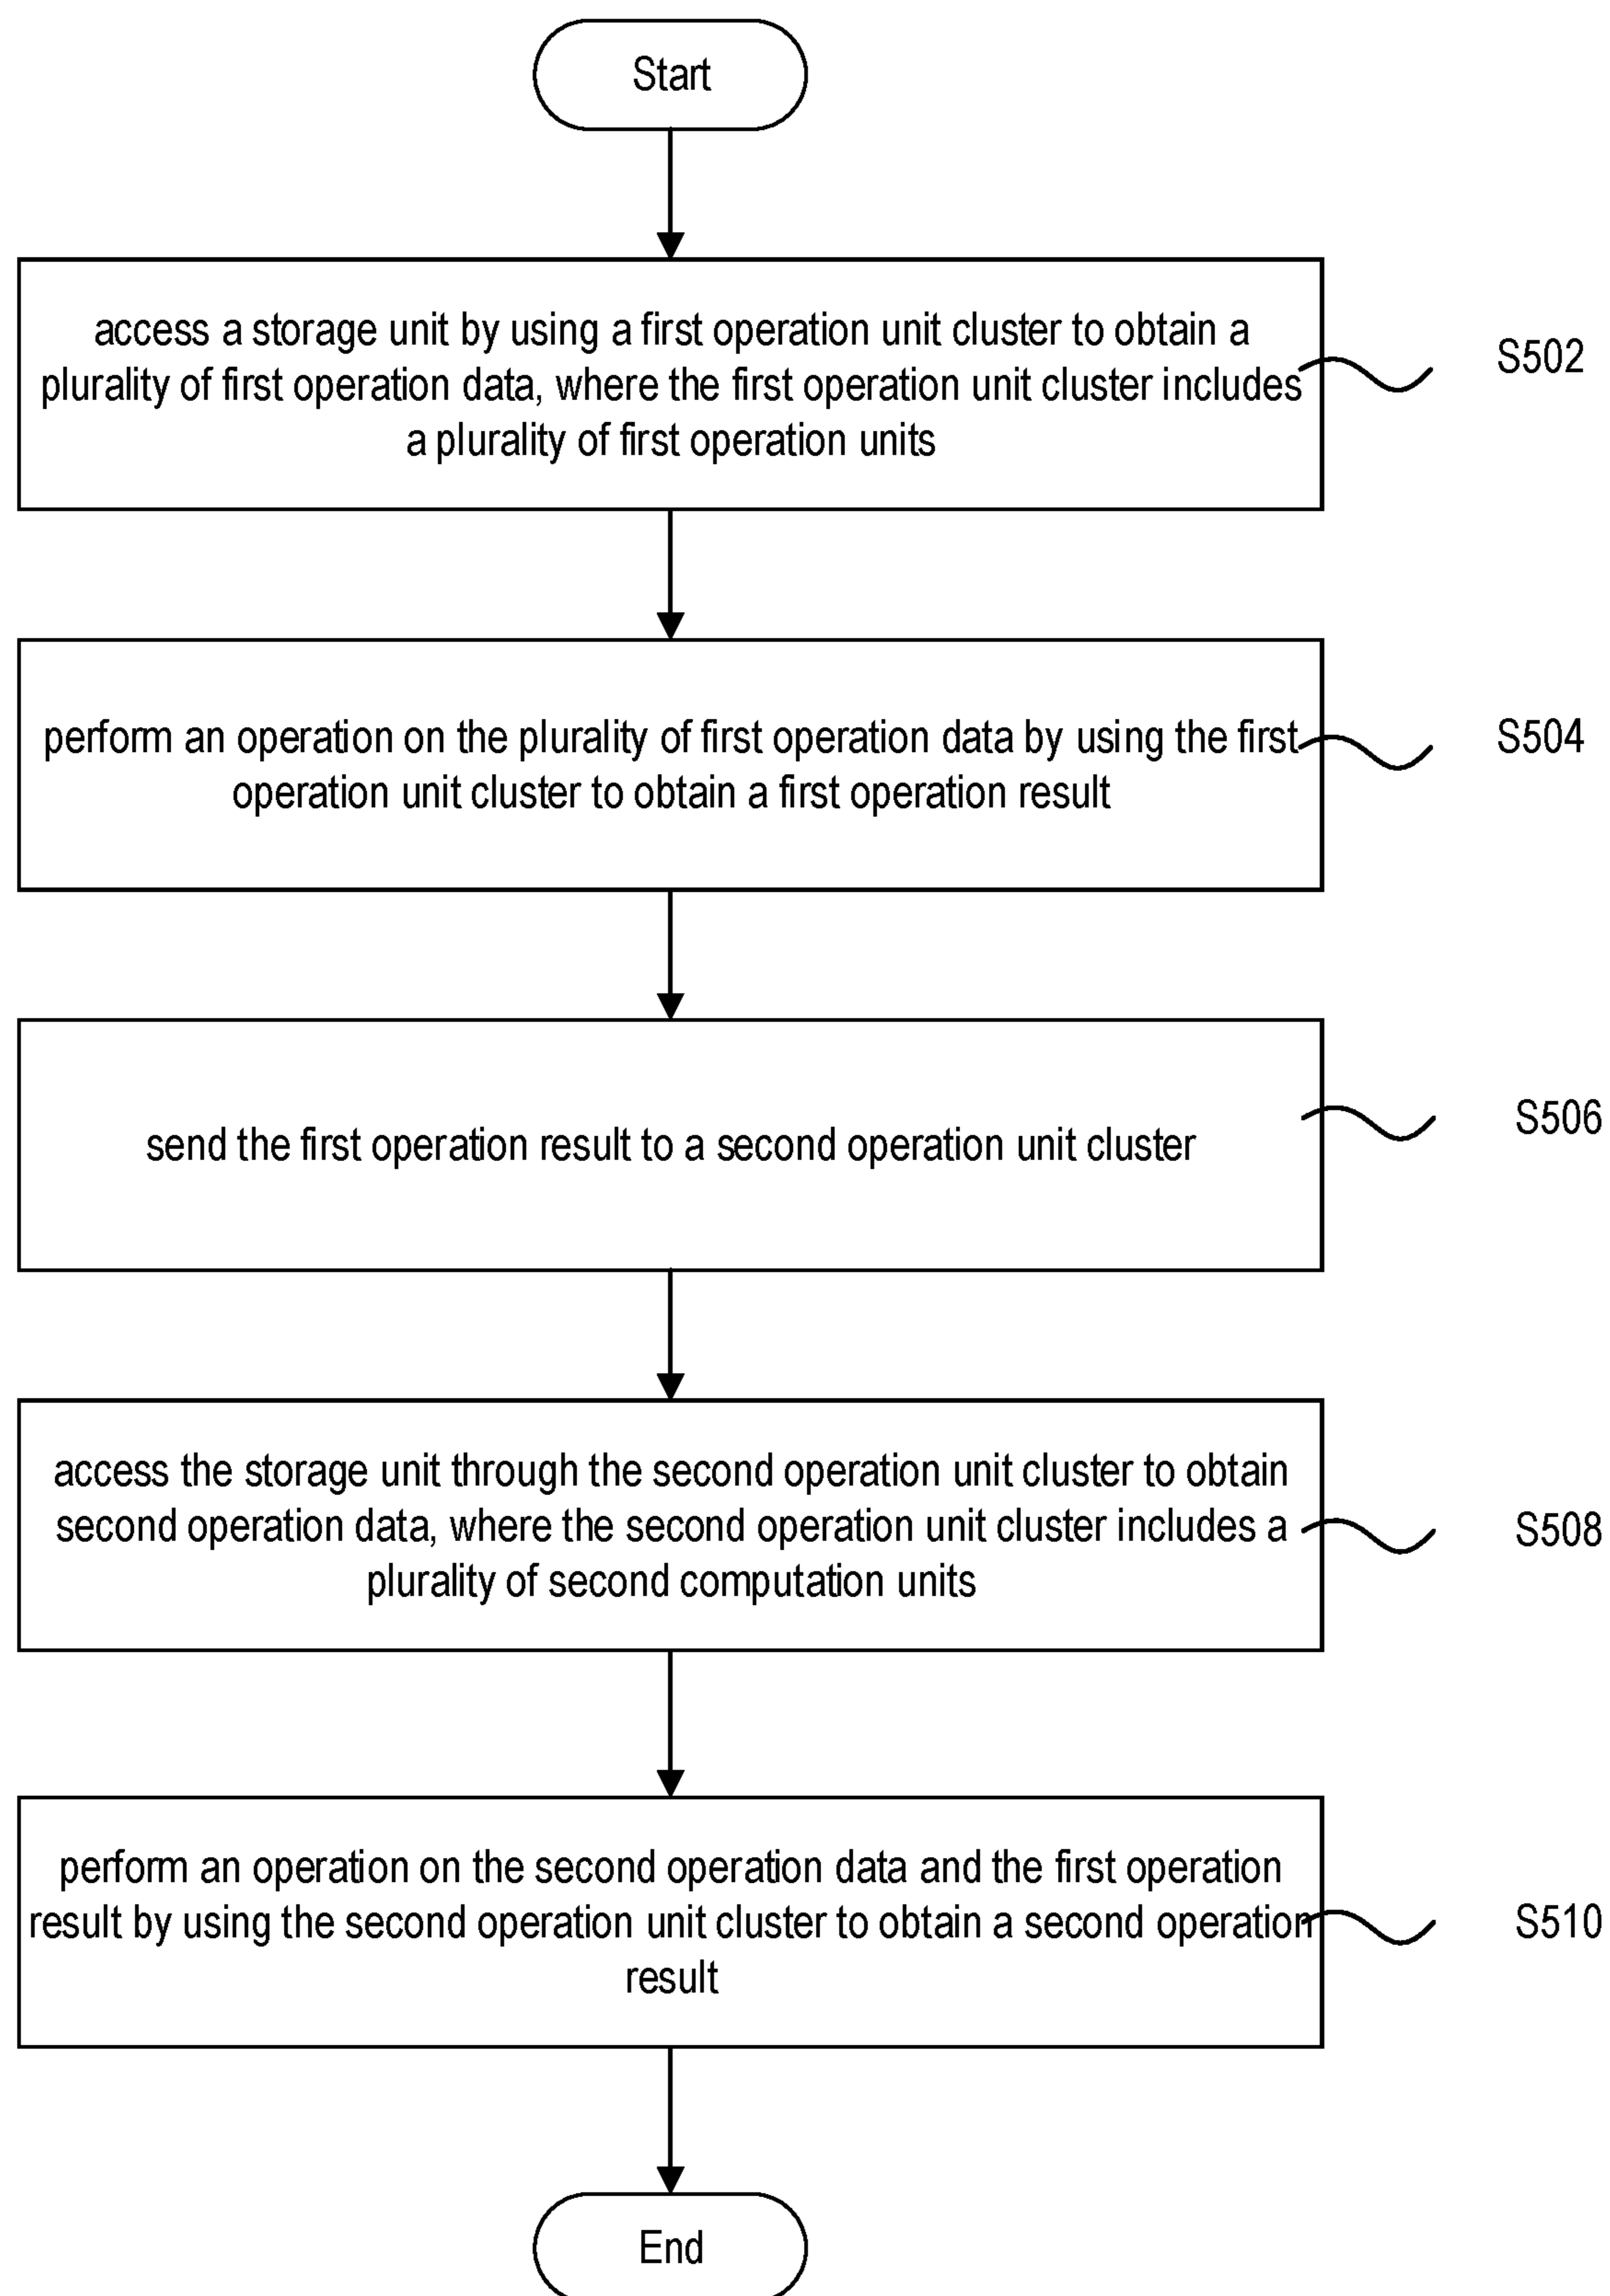 Start
access a storage unit by using a first operation unit cluster to obtain a
plurality of first operation data, where the first operation unit cluster includes
a plurality of first operation units
S502
perform an operation on the plurality of first operation data by using the first
operation unit cluster to obtain a first operation result
S504
send the first operation result to a second operation unit cluster
S506
access the storage unit through the second operation unit cluster to obtain
second operation data, where the second operation unit cluster includes a
plurality of second computation units
S508
perform an operation on the second operation data and the first operation
result by using the second operation unit cluster to obtain a second operation
result
S510
End